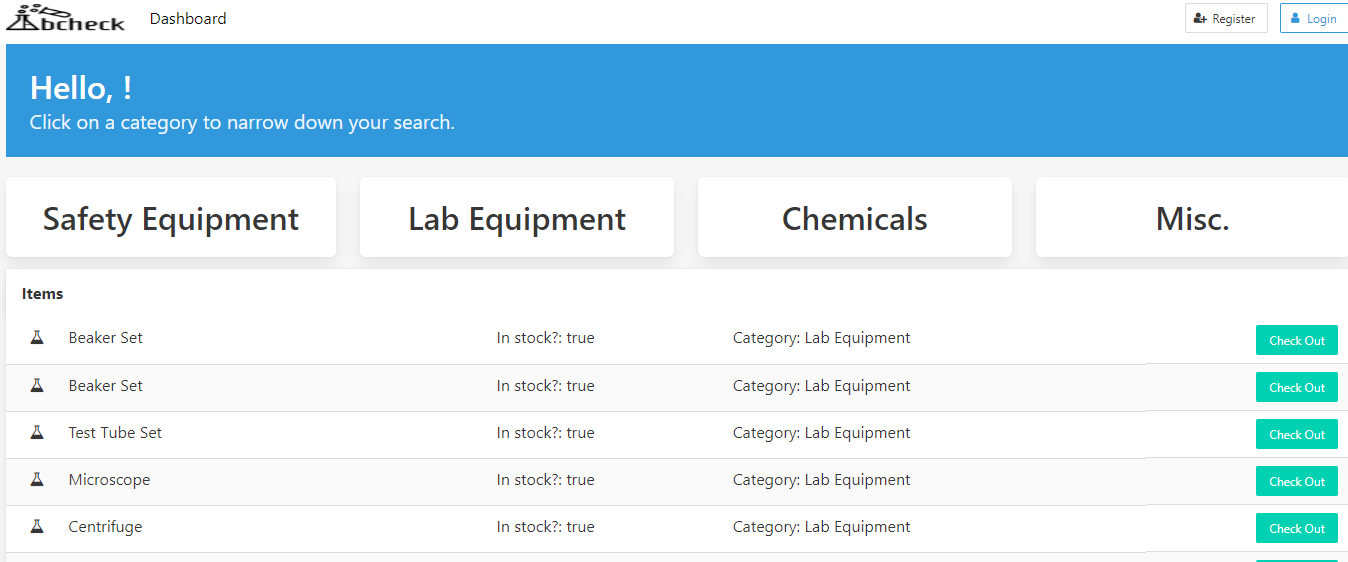 Abcheck Dashboard Register Login
Hello, !
Click on a category to narrow down your search.
Safety Equipment Lab Equipment Chemicals Misc.
Items
Beaker Set In stock?: true Category: Lab Equipment Check Out
Beaker Set In stock?: true Category: Lab Equipment Check Out
Test Tube Set In stock?: true Category: Lab Equipment Check Out
Microscope In stock?: true Category: Lab Equipment Check Out
Centrifuge In stock?: true Category: Lab Equipment Check Out